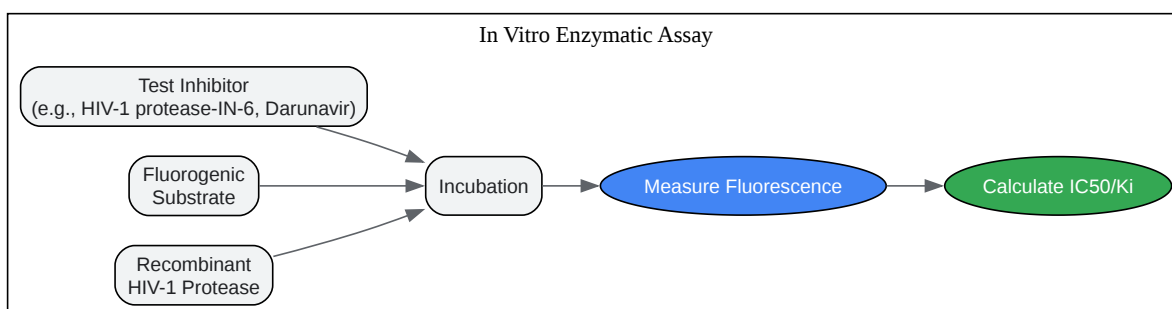 In Vitro Enzymatic Assay
Test Inhibitor
(e.g., HIV-1 protease-IN-6, Darunavir)
Fluorogenic
Substrate
Recombinant
HIV-1 Protease
Incubation
Measure Fluorescence
Calculate IC50/Ki